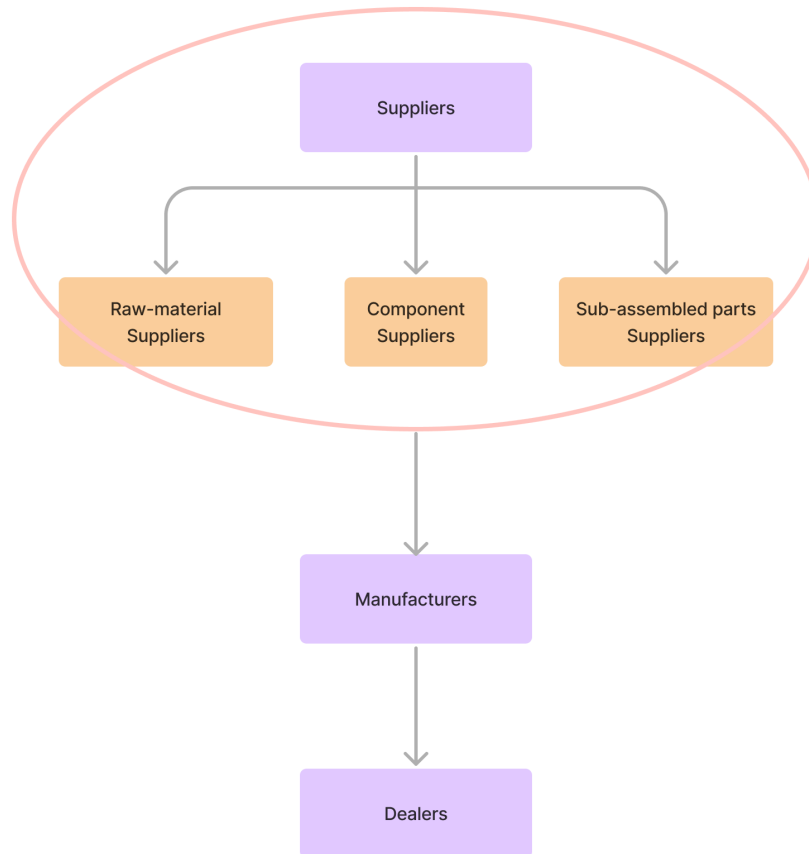 Suppliers
Raw-material
Suppliers
Component
Suppliers
Sub-assembled parts
Suppliers
Manufacturers
Dealers